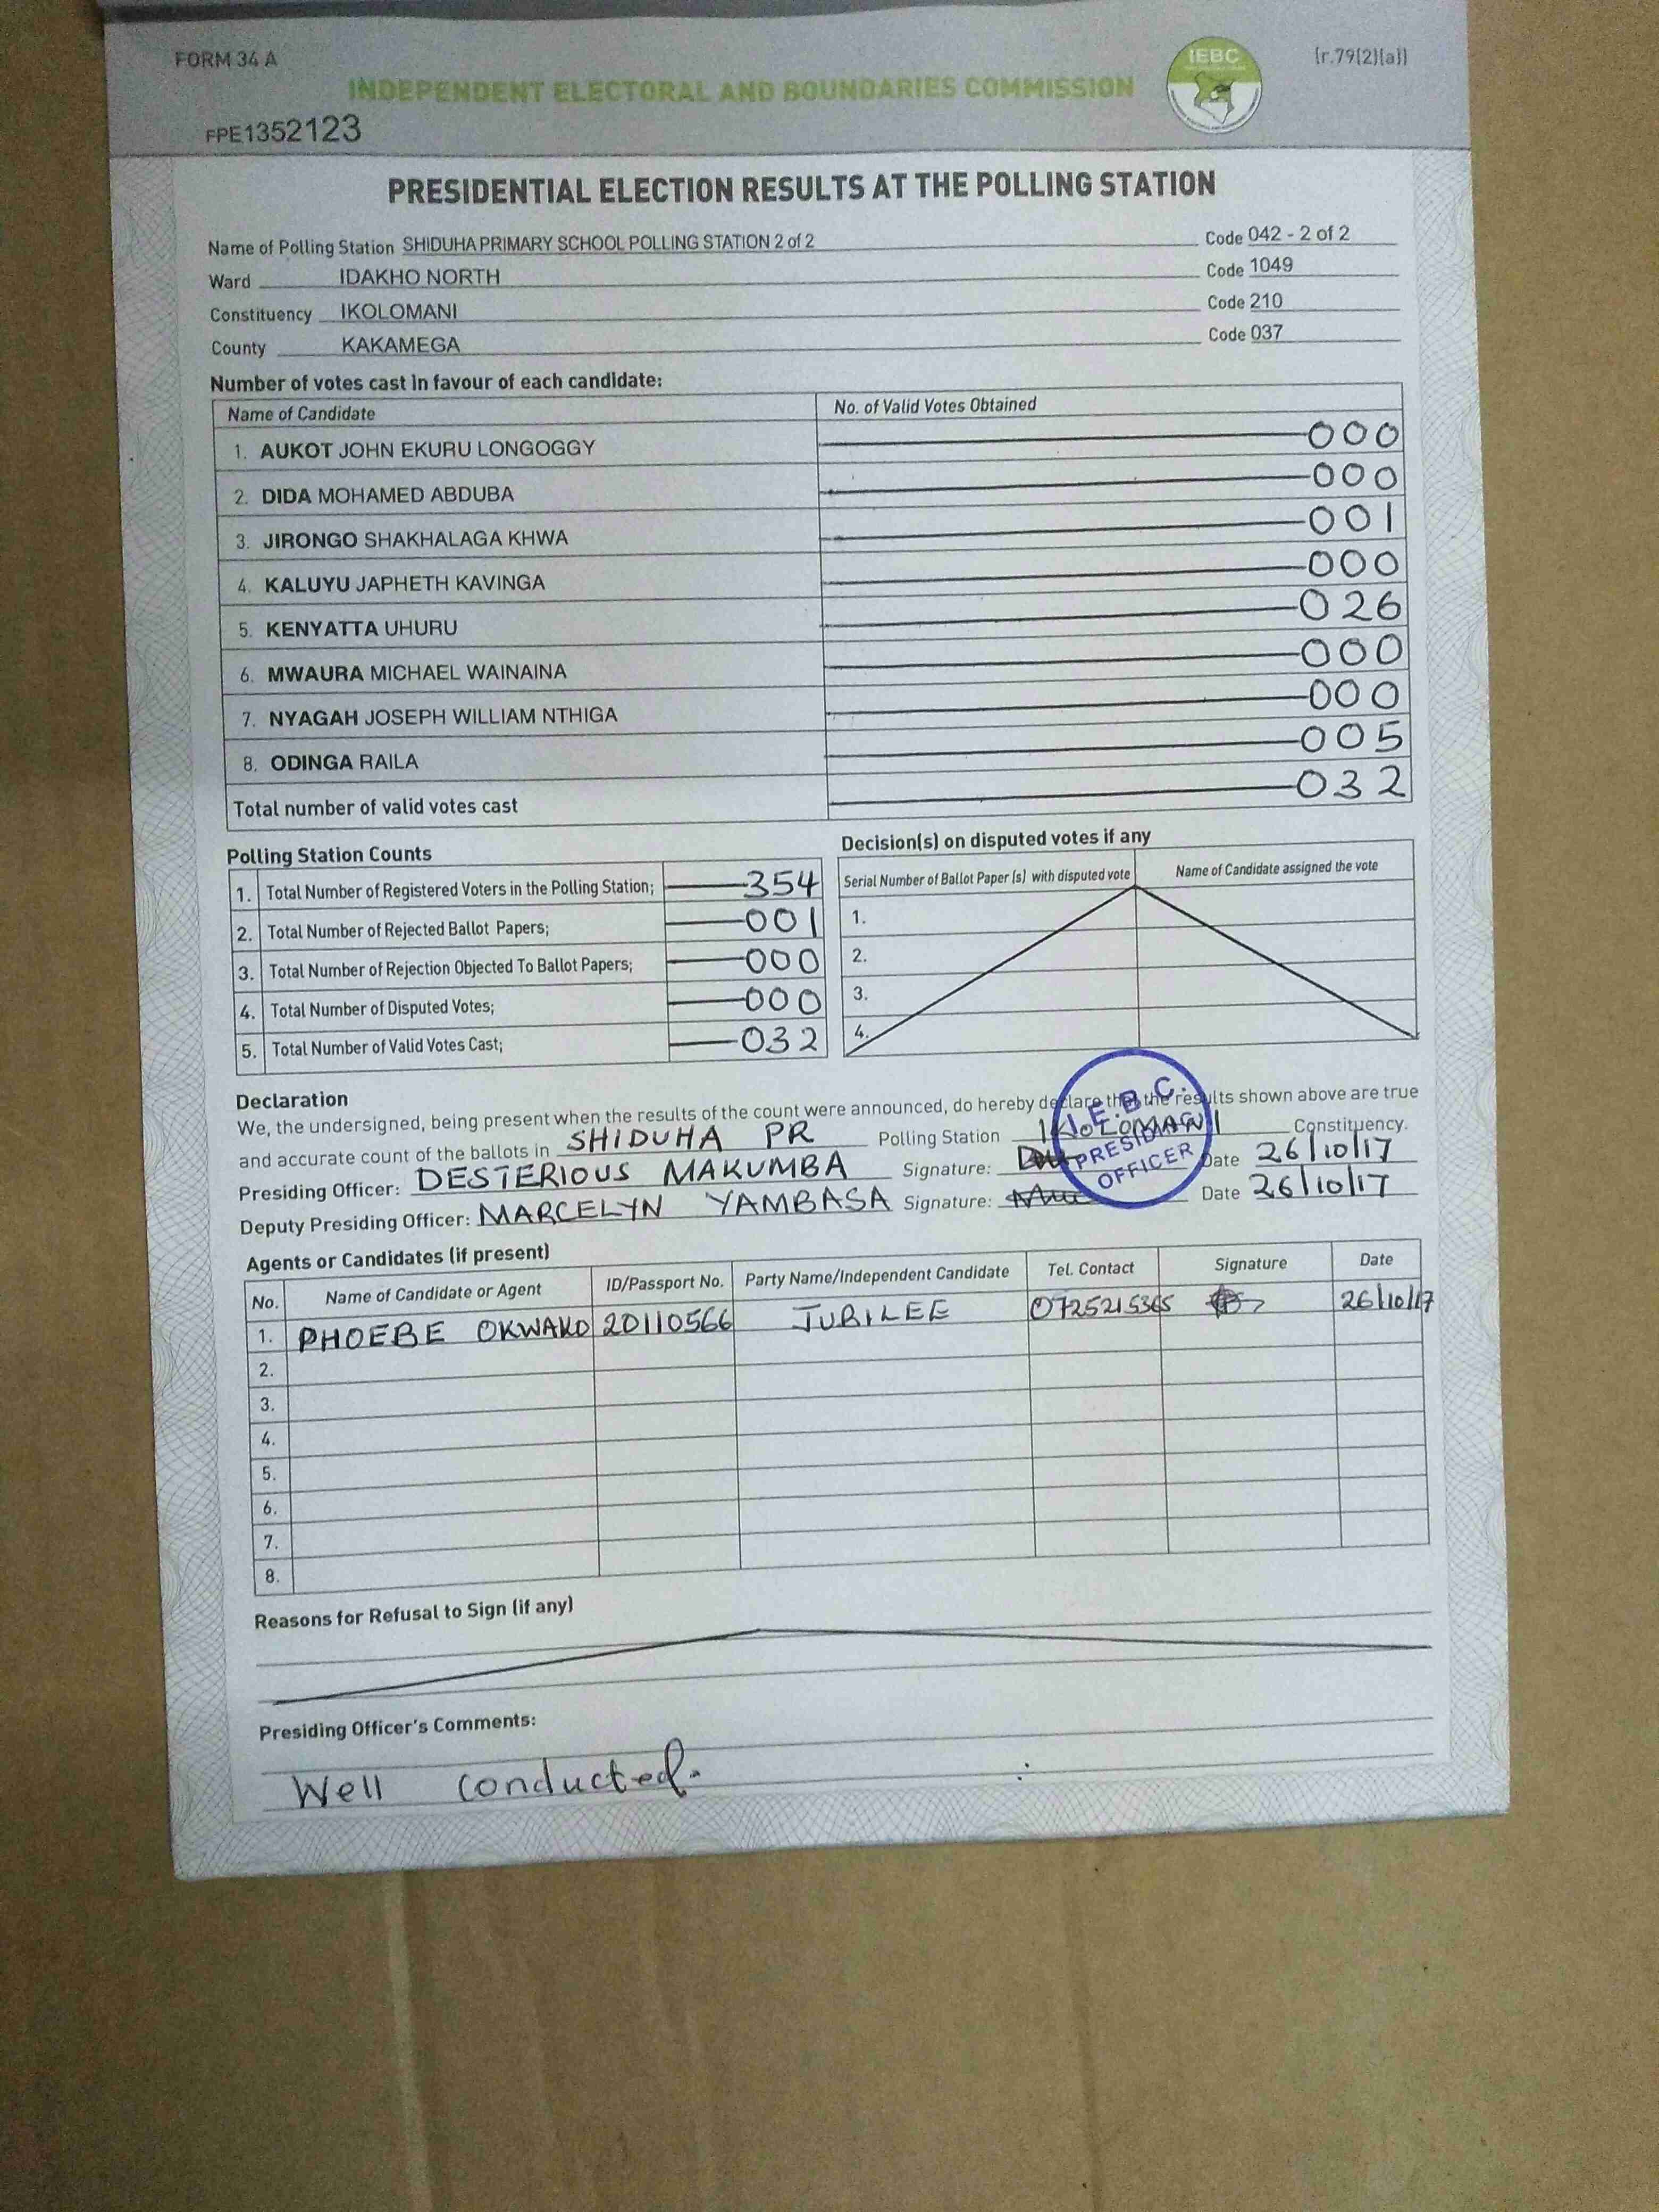 FORM 34 A
IEBC
[r.79(2)(a)]
INDEPENDENT ELECTORAL AND BOUNDARIES COMMISSION
FPE1352123
PRESIDENTIAL ELECTION RESULTS AT THE POLLING STATION
Name of Polling Station SHIDUHA PRIMARY SCHOOL POLLING STATION 2 of 2 Code 042 - 2 of 2
Ward IDAKHO NORTH Code 1049
Constituency IKOLOMANI Code 210
County KAKAMEGA Code 037
Number of votes cast in favour of each candidate:
Name of Candidate No. of Valid Votes Obtained
1. AUKOT JOHN EKURU LONGOGGY 000
2. DIDA MOHAMED ABDUBA 000
3. JIRONGO SHAKHALAGA KHWA 001
4. KALUYU JAPHETH KAVINGA 000
5. KENYATTA UHURU 026
6. MWAURA MICHAEL WAINAINA 000
7. NYAGAH JOSEPH WILLIAM NTHIGA 000
8. ODINGA RAILA 005
Total number of valid votes cast 032
Polling Station Counts
1. Total Number of Registered Voters in the Polling Station; 354
2. Total Number of Rejected Ballot Papers; 001
3. Total Number of Rejection Objected To Ballot Papers; 000
4. Total Number of Disputed Votes; 000
5. Total Number of Valid Votes Cast; 032
Decision(s) on disputed votes if any
Serial Number of Ballot Paper (s) with disputed vote Name of Candidate assigned the vote
1.
2.
3.
4.
Declaration
We, the undersigned, being present when the results of the count were announced, do hereby declare that the results shown above are true
and accurate count of the ballots in SHIDUHA PR Polling Station IKOLOMANI Constituency.
Presiding Officer: DESTERIOUS MAKUMBA Signature: Date 26/10/17
Deputy Presiding Officer: MARCELYN YAMBASA Signature: Date 26/10/17
I.E.B.C.
PRESIDING
OFFICER
Agents or Candidates (if present)
No. Name of Candidate or Agent ID/Passport No. Party Name/Independent Candidate Tel. Contact Signature Date
1. PHOEBE OKWAKO 20110566 JUBILEE 0725215365 26/10/17
2.
3.
4.
5.
6.
7.
8.
Reasons for Refusal to Sign (if any)
Presiding Officer's Comments:
Well conducted.